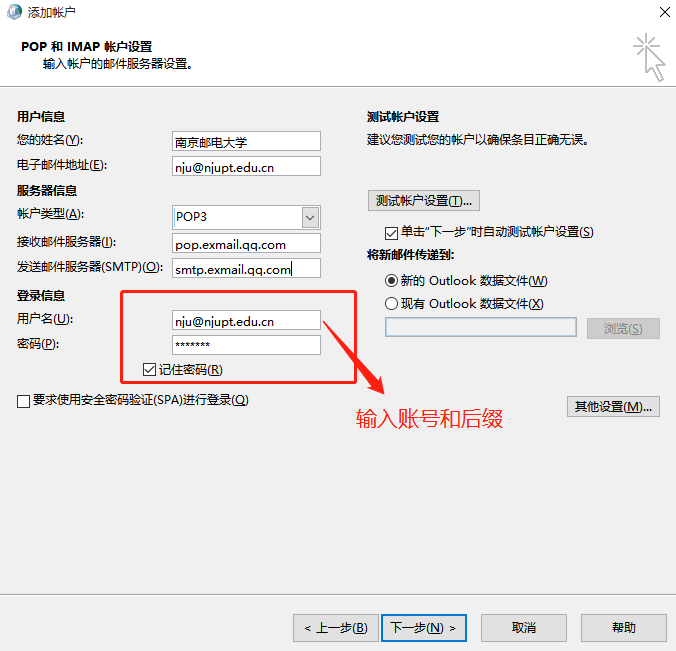 添加帐户
POP 和 IMAP 帐户设置
输入帐户的邮件服务器设置。
用户信息
您的姓名(Y):
南京邮电大学
电子邮件地址(E):
nju@njupt.edu.cn
服务器信息
帐户类型(A):
POP3
接收邮件服务器(I):
pop.exmail.qq.com
发送邮件服务器(SMTP)(O):
smtp.exmail.qq.com
登录信息
用户名(U):
nju@njupt.edu.cn
密码(P):
*******
记住密码(R)
要求使用安全密码验证(SPA)进行登录(Q)
测试帐户设置
建议您测试您的帐户以确保条目正确无误。
测试帐户设置(T)...
单击“下一步”时自动测试帐户设置(S)
将新邮件传递到:
新的 Outlook 数据文件(W)
现有 Outlook 数据文件(X)
浏览(S)
输入账号和后缀
其他设置(M)...
< 上一步(B)
下一步(N) >
取消
帮助